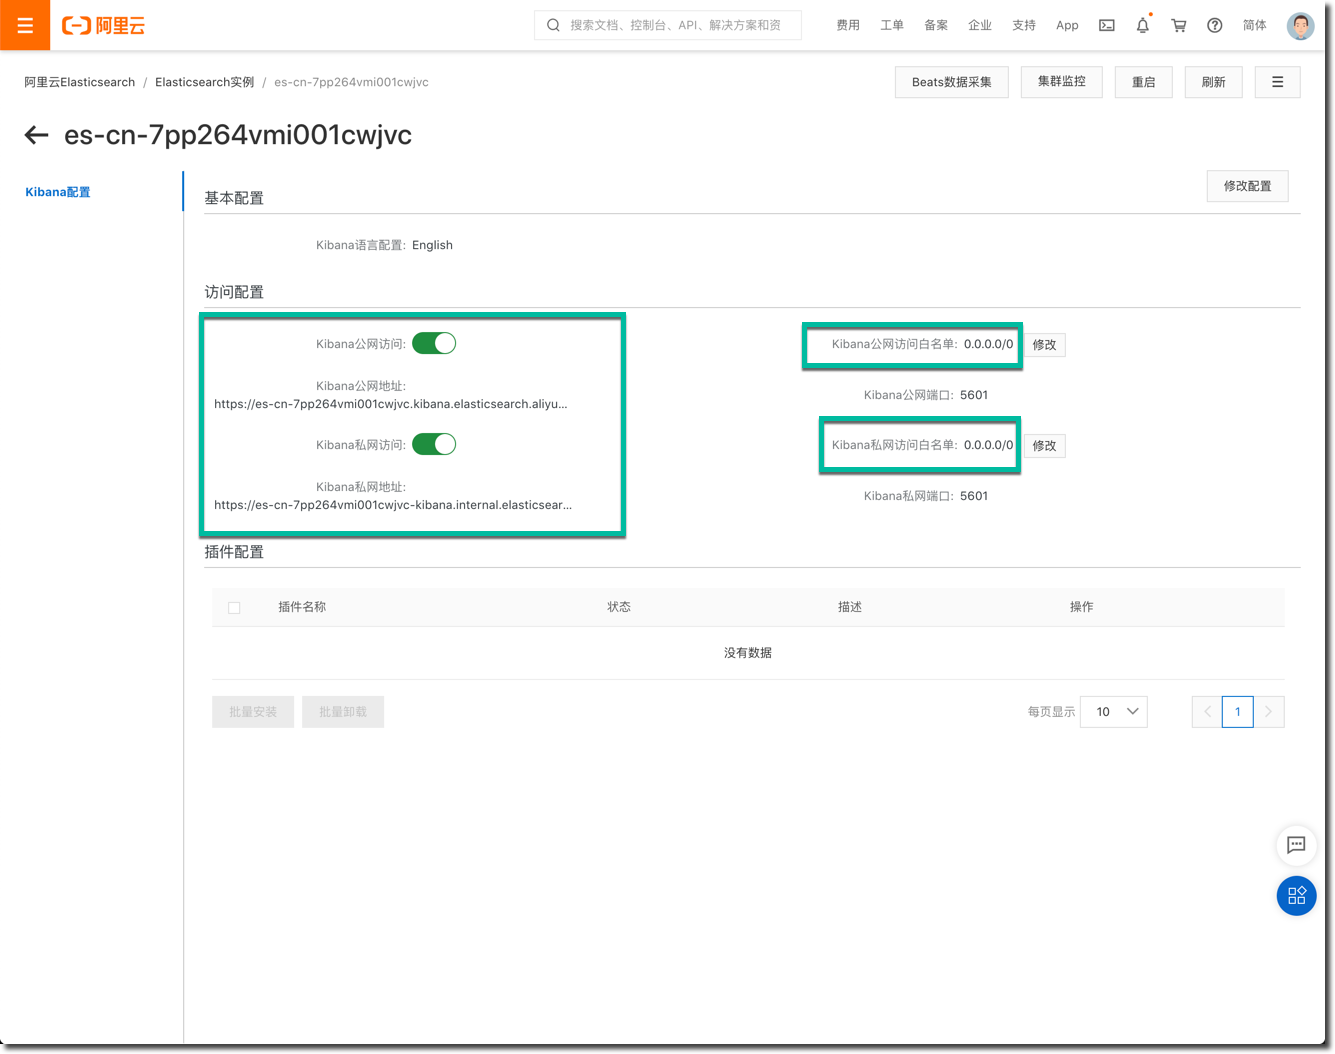 阿里云
搜索文档、控制台、API、解决方案和资
费用
工单
备案
企业
支持
App
简体
阿里云Elasticsearch / Elasticsearch实例 / es-cn-7pp264vmi001cwjvc
Beats数据采集
集群监控
重启
刷新
es-cn-7pp264vmi001cwjvc
Kibana配置
基本配置
修改配置
Kibana语言配置: English
访问配置
Kibana公网访问:
Kibana公网访问白名单: 0.0.0.0/0
修改
Kibana公网地址:
https://es-cn-7pp264vmi001cwjvc.kibana.elasticsearch.aliyu...
Kibana公网端口: 5601
Kibana私网访问:
Kibana私网访问白名单: 0.0.0.0/0
修改
Kibana私网地址:
https://es-cn-7pp264vmi001cwjvc-kibana.internal.elasticsear...
Kibana私网端口: 5601
插件配置
插件名称
状态
描述
操作
没有数据
批量安装
批量卸载
每页显示
10
1